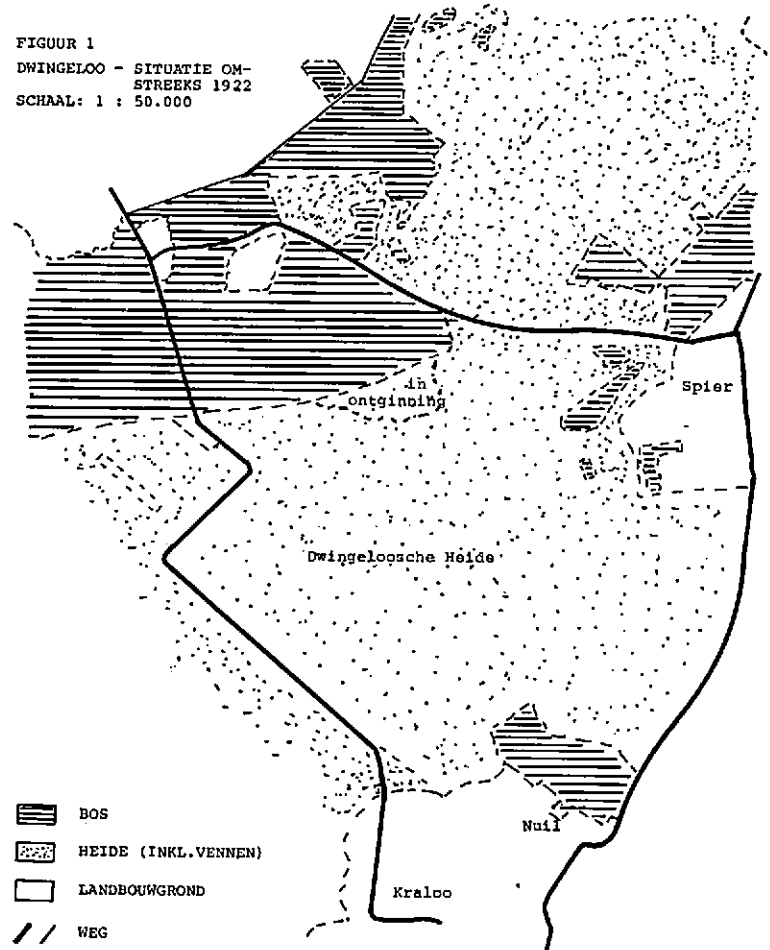 FIGUUR 1
DWINGELOO - SITUATIE OM-
STREEKS 1922
SCHAAL: 1 : 50.000
in
ontginning
Spier
Dwingeloosche Heide
Nuil
Kraloo
BOS
HEIDE (INKL.VENNEN)
LANDBOUWGROND
WEG